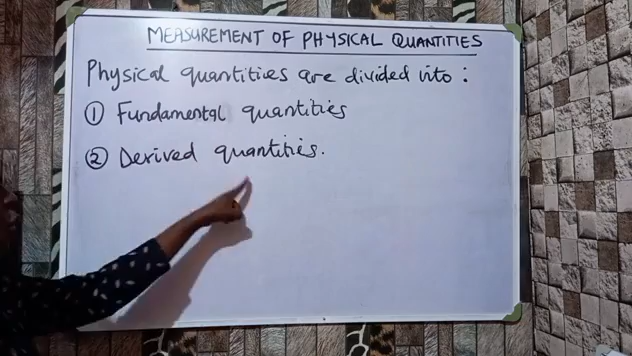 MEASUREMENT OF PHYSICAL QUANTITIES
Physical quantities are divided into :
① Fundamental quantities
② Derived quantities.